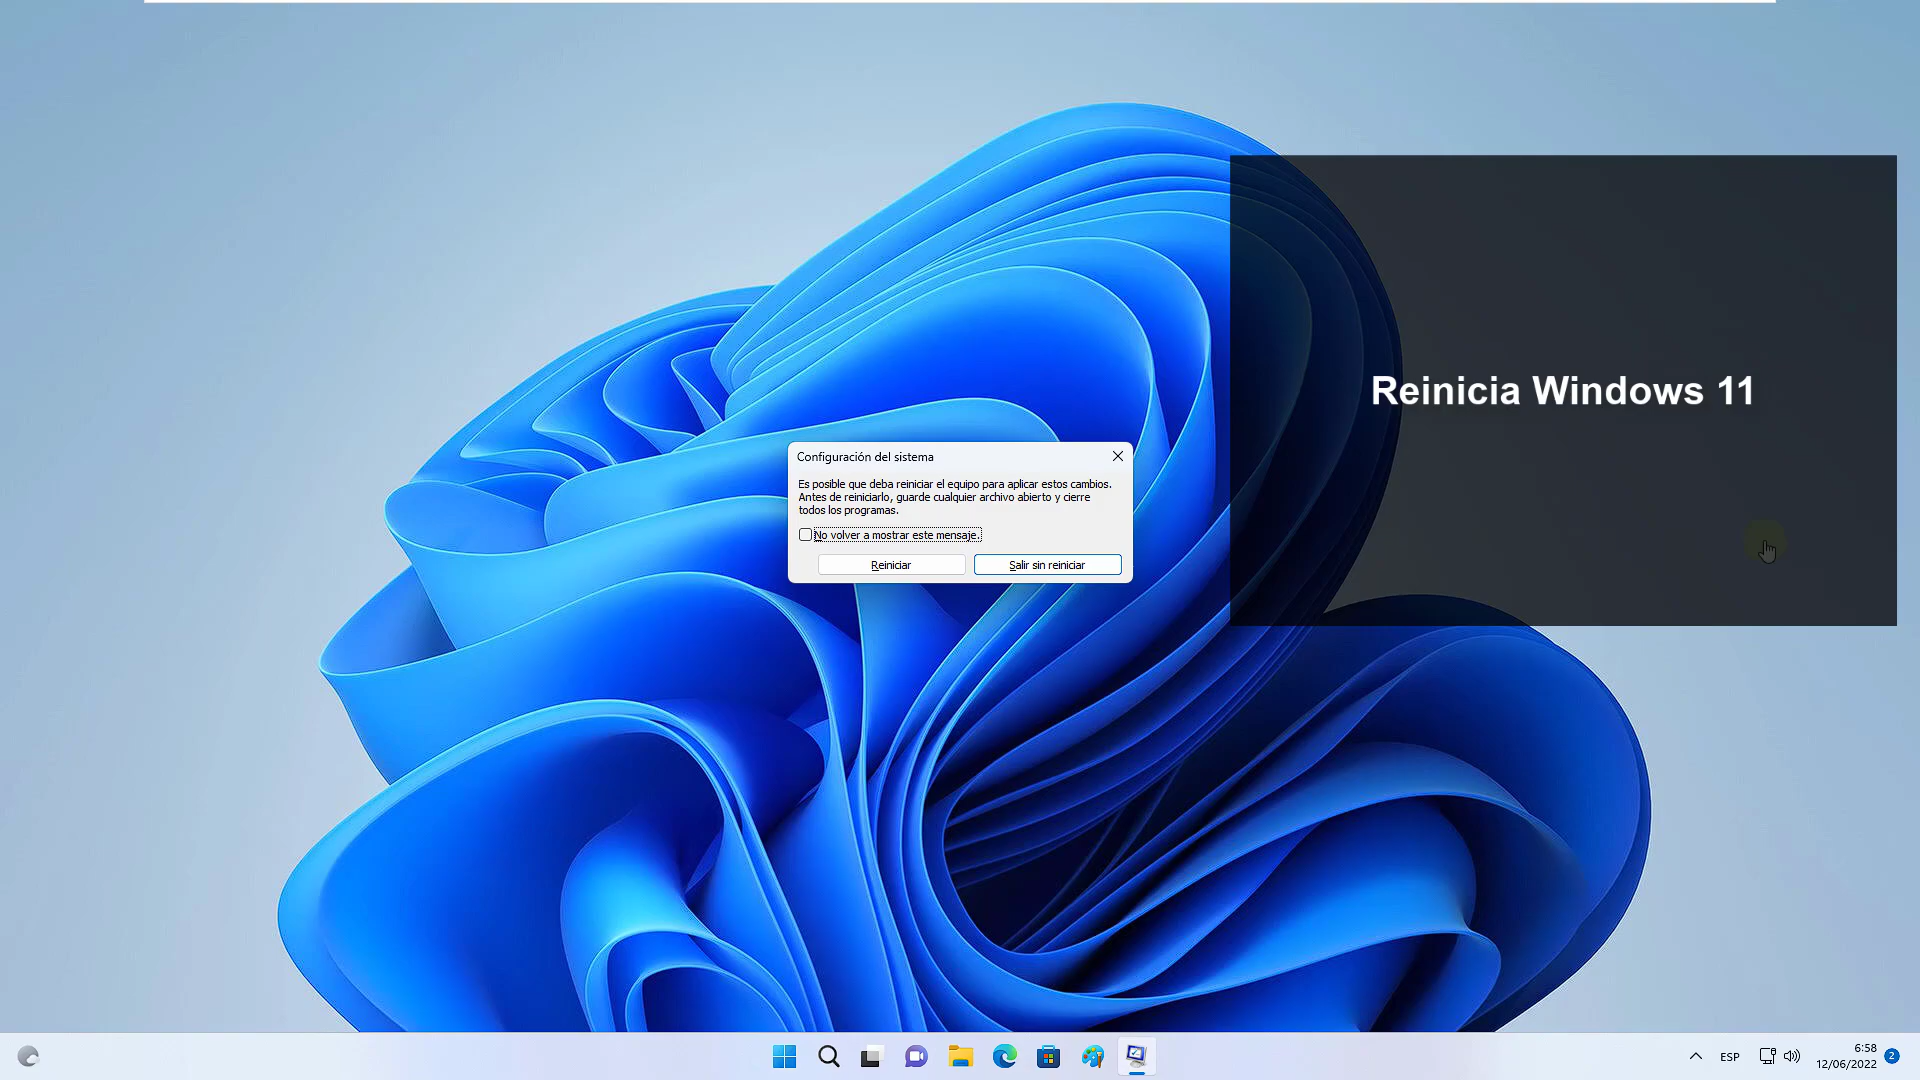 Reinicia Windows 11
Configuración del sistema
Es posible que deba reiniciar el equipo para aplicar estos cambios.
Antes de reiniciarlo, guarde cualquier archivo abierto y cierre
todos los programas.
No volver a mostrar este mensaje.
Reiniciar
Salir sin reiniciar
ESP
6:58
12/06/2022
2